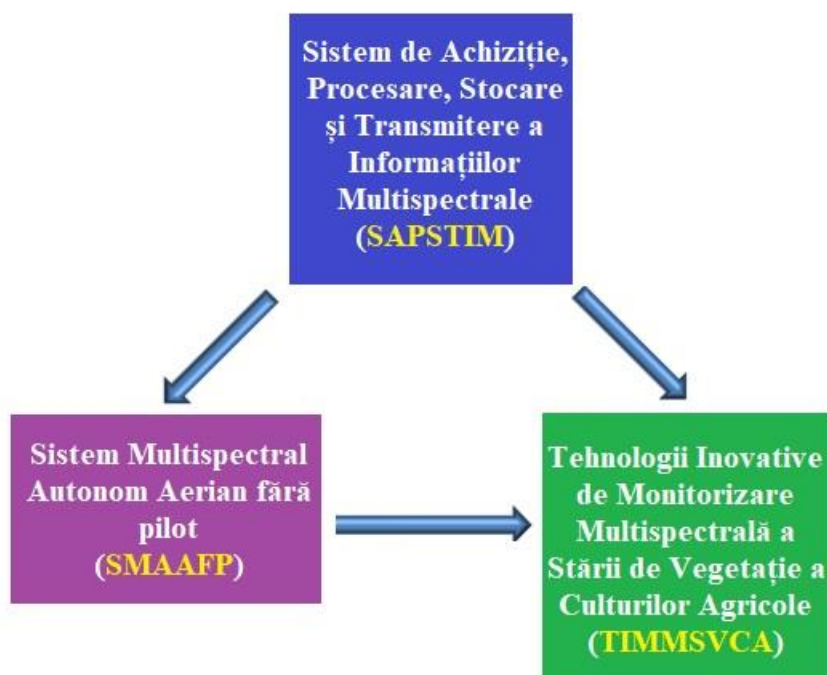 Sistem de Achiziție,
Procesare, Stocare
și Transmitere a
Informațiilor
Multispectrale
(SAPSTIM)
Sistem Multispectral
Autonom Aerian fără
pilot
(SMAAFP)
Tehnologii Inovative
de Monitorizare
Multispectrală a
Stării de Vegetație a
Culturilor Agricole
(TIMMSVCA)